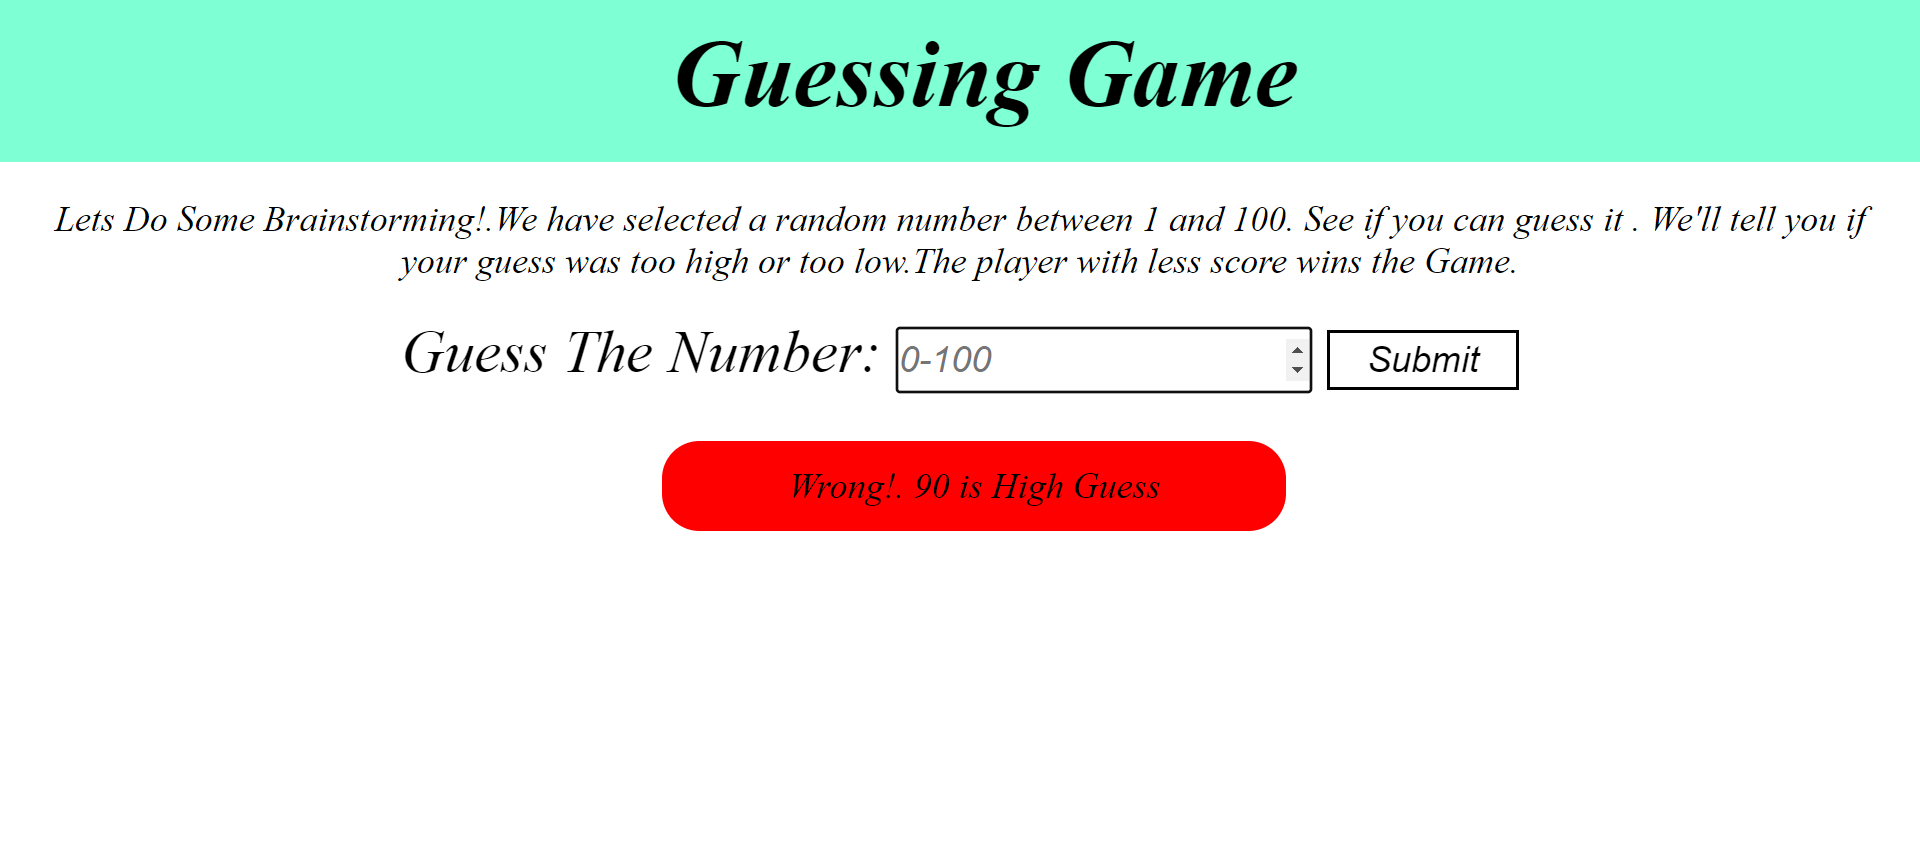 Guessing Game
Lets Do Some Brainstorming!.We have selected a random number between 1 and 100. See if you can guess it . We'll tell you if
your guess was too high or too low.The player with less score wins the Game.
Guess The Number: 0-100 Submit
Wrong!. 90 is High Guess